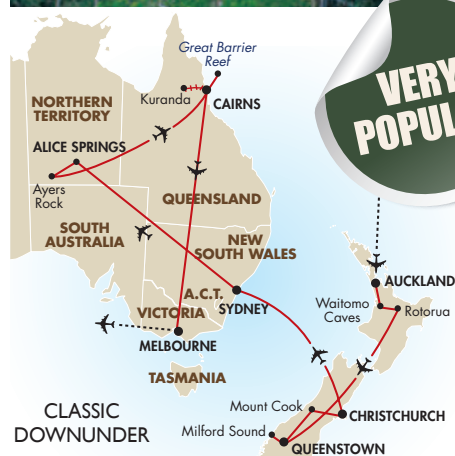 Great Barrier
Reef
Kuranda
CAIRNS
NORTHERN
TERRITORY
ALICE SPRINGS
Ayers
Rock
QUEENSLAND
SOUTH
AUSTRALIA
NEW
SOUTH WALES
A.C.T.
SYDNEY
VICTORIA
MELBOURNE
TASMANIA
VERY
POPUL
AUCKLAND
Waitomo
Caves
Rotorua
Mount Cook
CHRISTCHURCH
Milford Sound
QUEENSTOWN
CLASSIC
DOWNUNDER